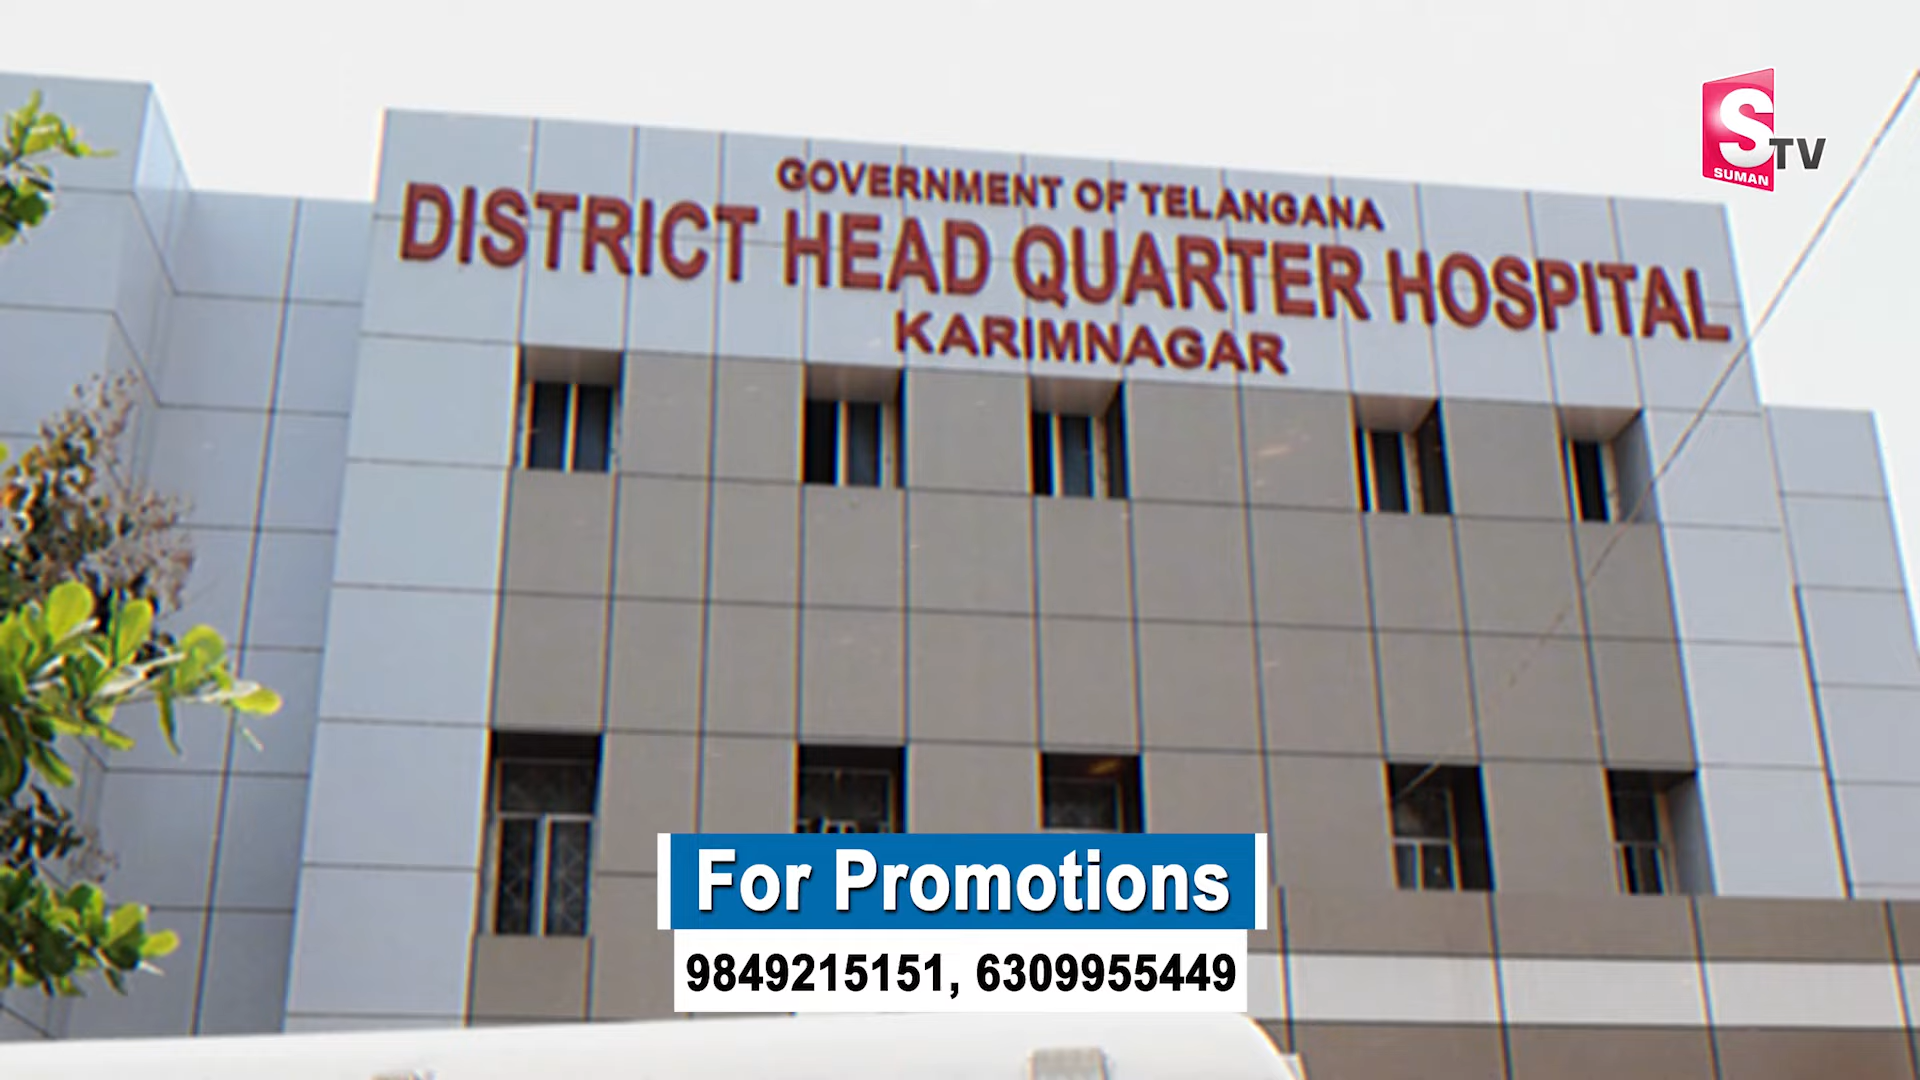 GOVERNMENT OF TELANGANA
DISTRICT HEAD QUARTER HOSPITAL
KARIMNAGAR
S TV
SUMAN
For Promotions
9849215151, 6309955449